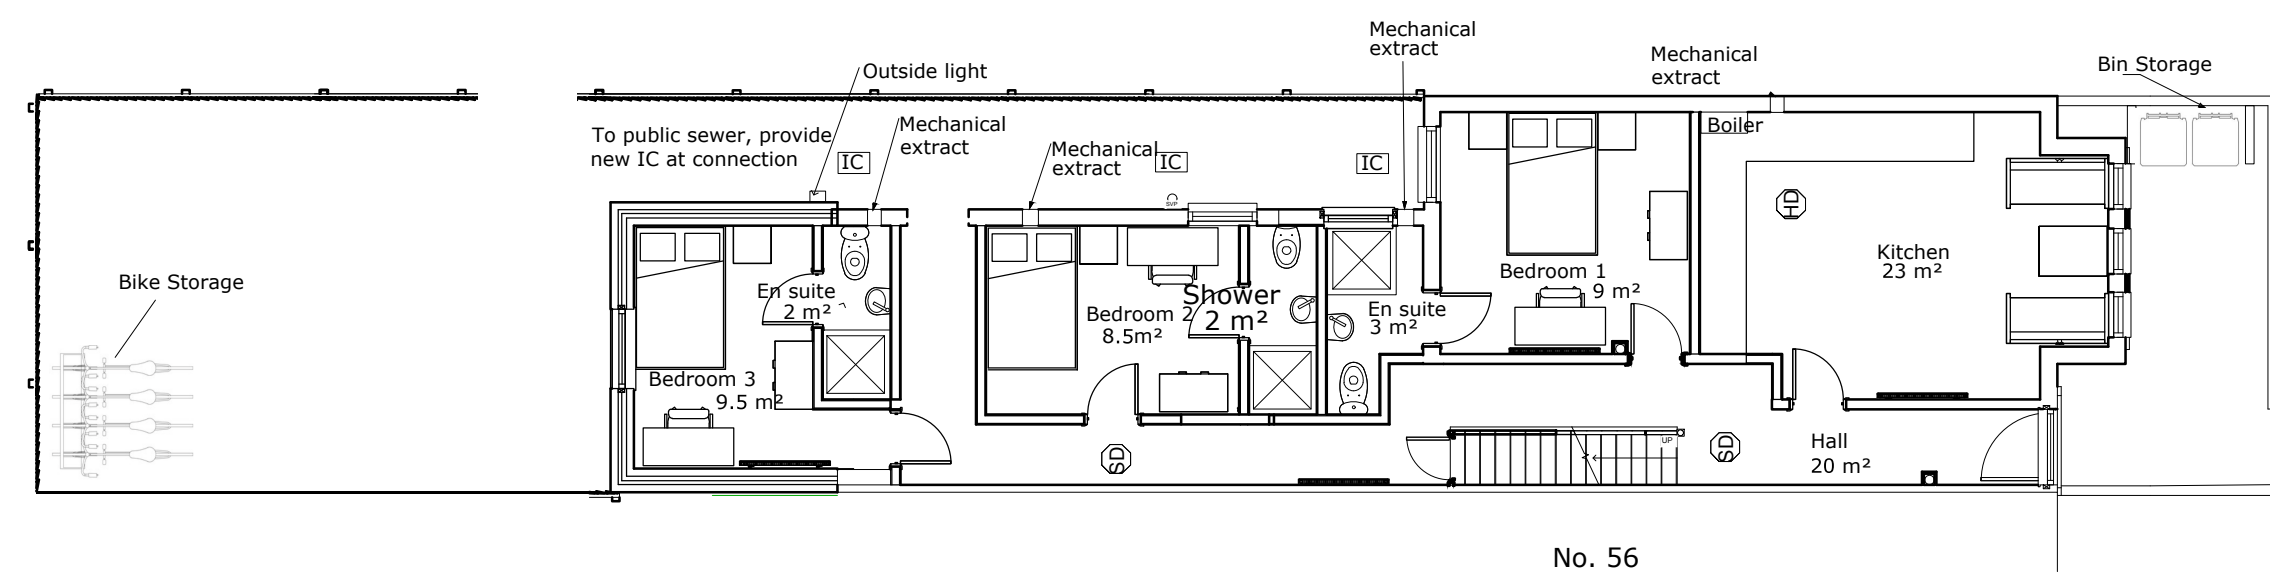 Mechanical
extract
Mechanical
extract
Bin Storage
Outside light
To public sewer, provide
new IC at connection
Mechanical
extract
Mechanical
extract
IC
IC
IC
SVP
Boiler
HD
Kitchen
23 m²
Bedroom 1
9 m²
Bike Storage
En suite
2 m²
Shower
2 m²
Bedroom 2
8.5m²
En suite
3 m²
Bedroom 3
9.5 m²
SD
UP
SD
Hall
20 m²
No. 56